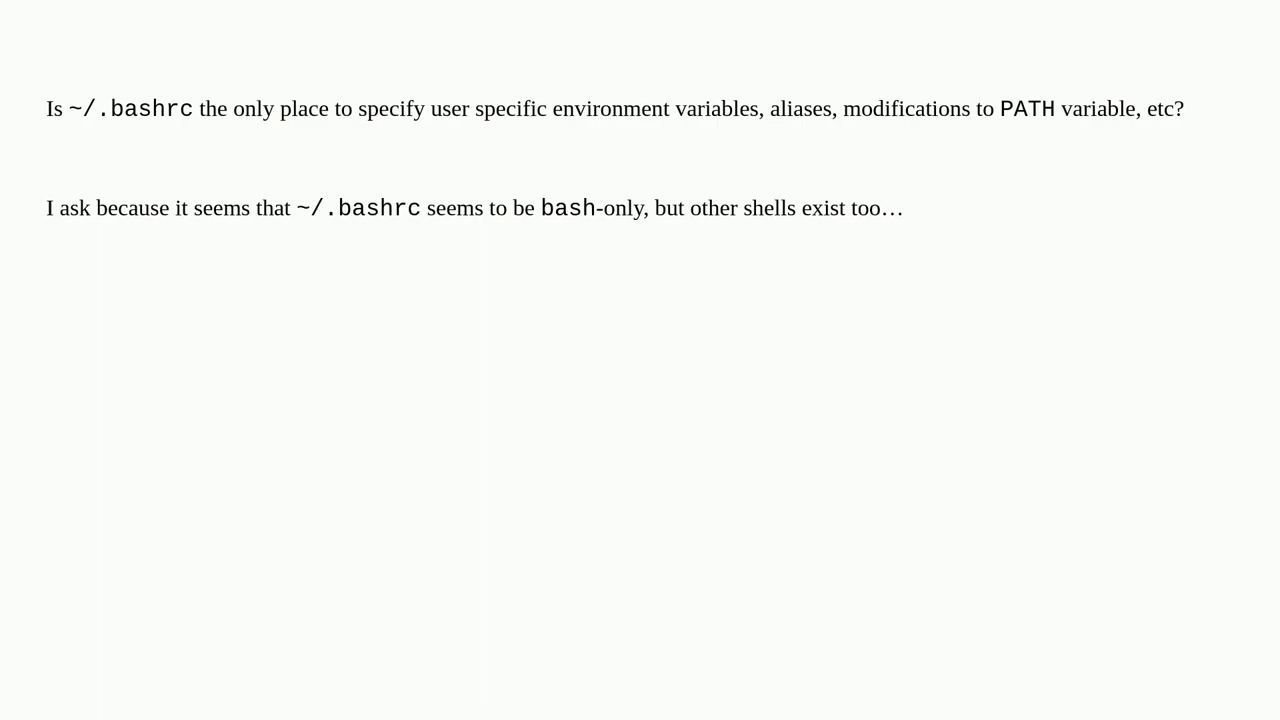 Is ~/.bashrc the only place to specify user specific environment variables, aliases, modifications to PATH variable, etc?
I ask because it seems that ~/.bashrc seems to be bash-only, but other shells exist too…